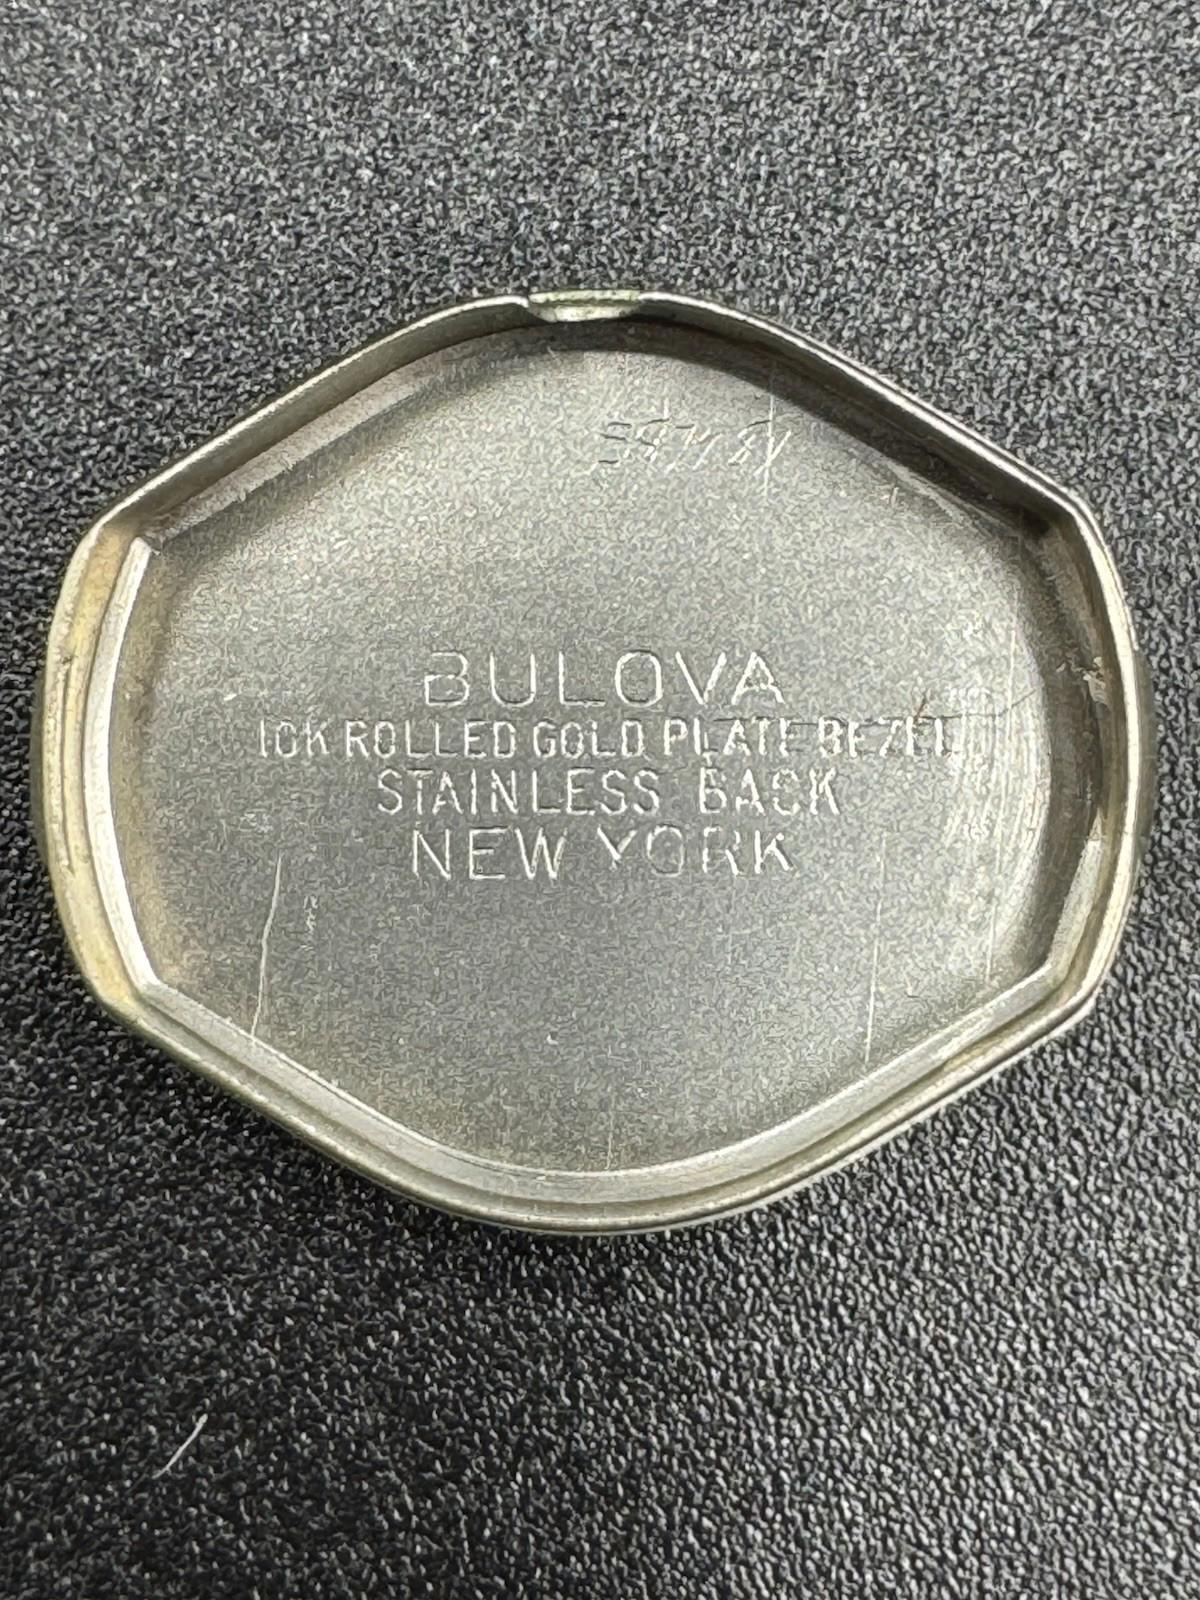 BULOVA
10K ROLLED GOLD PLATE BEZEL
STAINLESS BACK
NEW YORK